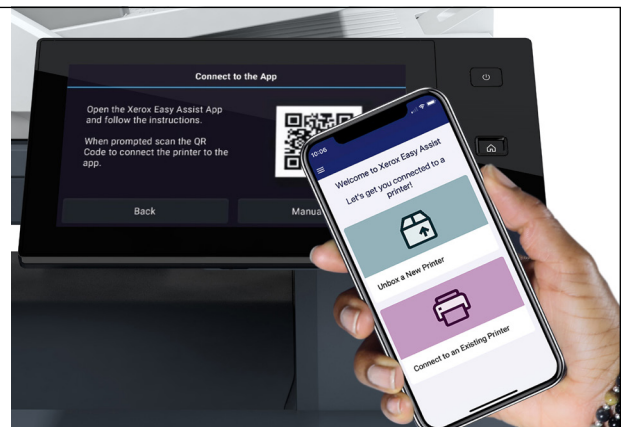 Connect to the App
Open the Xerox Easy Assist App
and follow the instructions.
When prompted scan the QR
Code to connect the printer to the
app.
Back
10:06
Welcome to Xerox Easy Assist
Let's get you connected to a
printer!
Unbox a New Printer
Connect to an Existing Printer